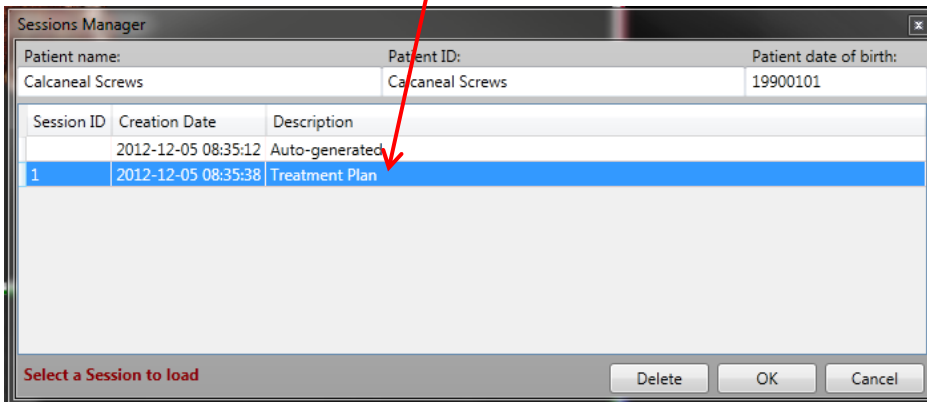 Sessions Manager x
Patient name: Patient ID: Patient date of birth:
Calcaneal Screws Calcaneal Screws 19900101
Session ID Creation Date Description
2012-12-05 08:35:12 Auto-generated
1 2012-12-05 08:35:38 Treatment Plan
Select a Session to load Delete OK Cancel